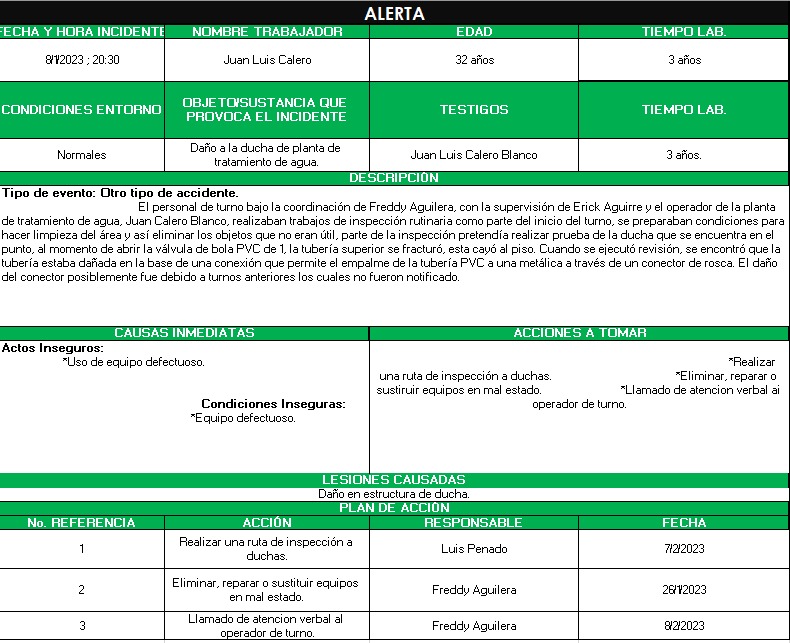 ALERTA
FECHA Y HORA INCIDENTE NOMBRE TRABAJADOR EDAD TIEMPO LAB.
8/1/2023 ; 20:30 Juan Luis Calero 32 años 3 años
CONDICIONES ENTORNO OBJETO/SUSTANCIA QUE PROVOCA EL INCIDENTE TESTIGOS TIEMPO LAB.
Normales Daño a la ducha de planta de tratamiento de agua. Juan Luis Calero Blanco 3 años.
DESCRIPCIÓN
Tipo de evento: Otro tipo de accidente.
El personal de turno bajo la coordinación de Freddy Aguilera, con la supervisión de Erick Aguirre y el operador de la planta
de tratamiento de agua, Juan Calero Blanco, realizaban trabajos de inspección rutinaria como parte del inicio del turno, se preparaban condiciones para
hacer limpieza del área y así eliminar los objetos que no eran útil, parte de la inspección pretendía realizar prueba de la ducha que se encuentra en el
punto, al momento de abrir la válvula de bola PVC de 1, la tubería superior se fracturó, esta cayó al piso. Cuando se ejecutó revisión, se encontró que la
tubería estaba dañada en la base de una conexión que permite el empalme de la tubería PVC a una metálica a través de un conector de rosca. El daño
del conector posiblemente fue debido a turnos anteriores los cuales no fueron notificado.
CAUSAS INMEDIATAS ACCIONES A TOMAR
Actos Inseguros:
*Uso de equipo defectuoso.
Condiciones Inseguras:
*Equipo defectuoso.
*Realizar
una ruta de inspección a duchas. *Eliminar, reparar o
sustiruir equipos en mal estado. *Llamado de atencion verbal al
operador de turno.
LESIONES CAUSADAS
Daño en estructura de ducha.
PLAN DE ACCIÓN
No. REFERENCIA ACCIÓN RESPONSABLE FECHA
1 Realizar una ruta de inspección a duchas. Luis Penado 7/2/2023
2 Eliminar, reparar o sustituir equipos en mal estado. Freddy Aguilera 26/1/2023
3 Llamado de atencion verbal al operador de turno. Freddy Aguilera 8/2/2023